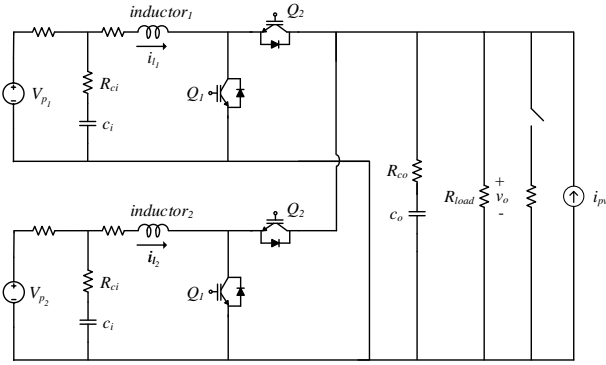 inductor1
Q2
il1
Vp1
Rci
ci
Q1
inductor2
Q2
il2
Vp2
Rci
ci
Q1
Rco
co
Rload
+
vo
-
ipv